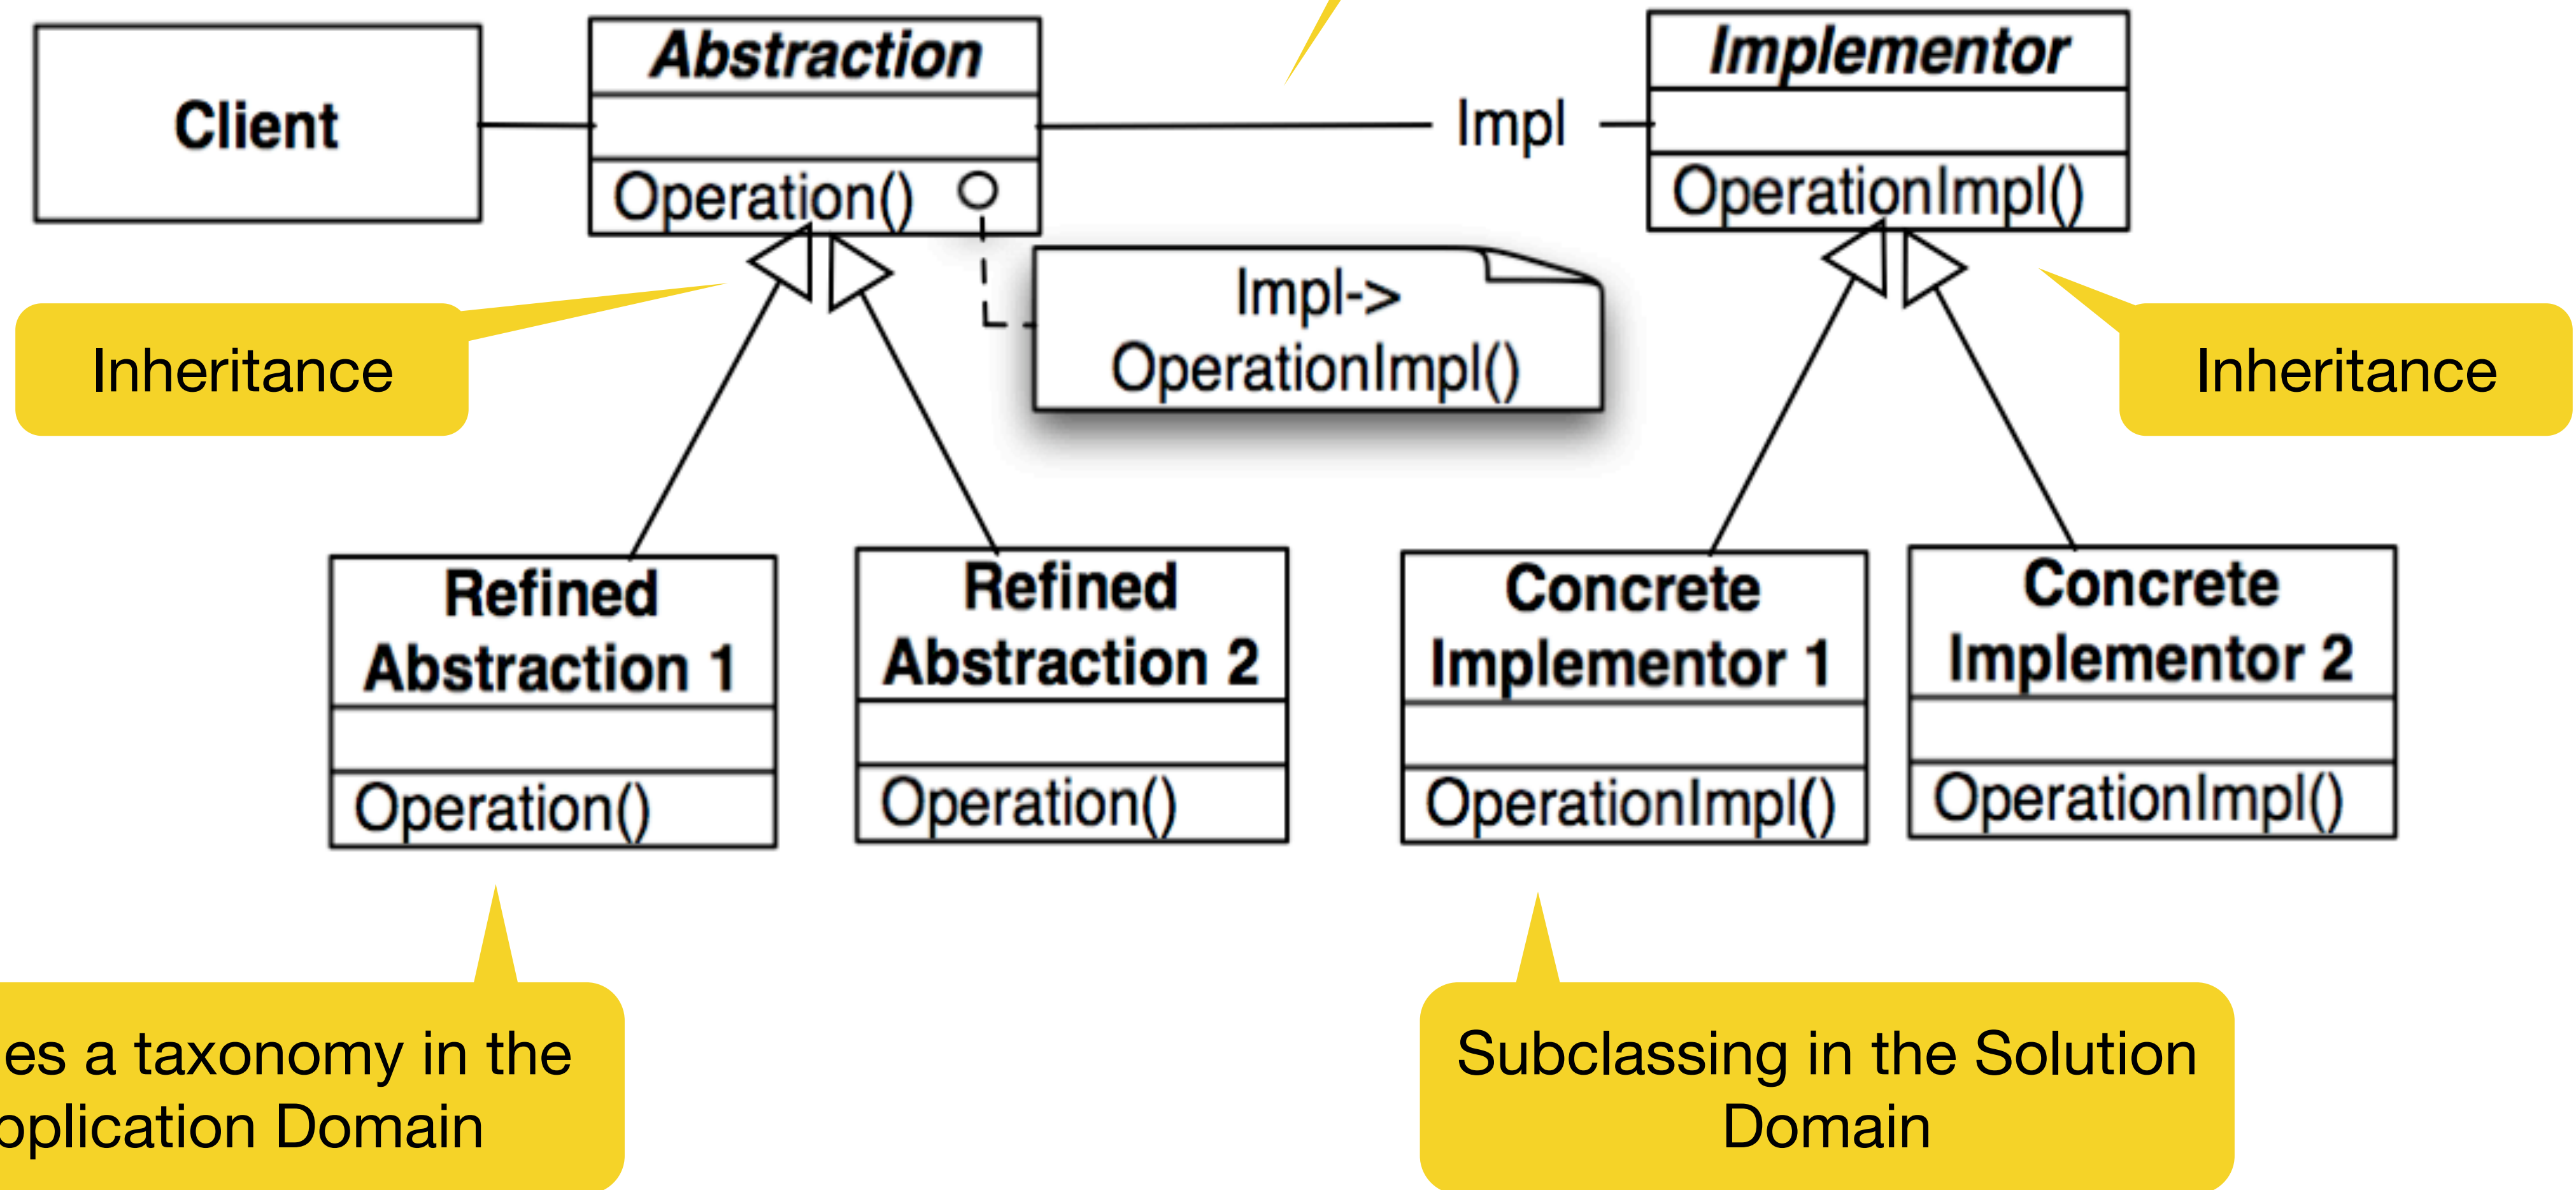 Client
Abstraction
Operation()
Impl
Implementor
OperationImpl()
Inheritance
Impl->
OperationImpl()
Inheritance
Refined
Abstraction 1
Operation()
Refined
Abstraction 2
Operation()
Concrete
Implementor 1
OperationImpl()
Concrete
Implementor 2
OperationImpl()
a taxonomy in the
Domain
Subclassing in the Solution
Domain